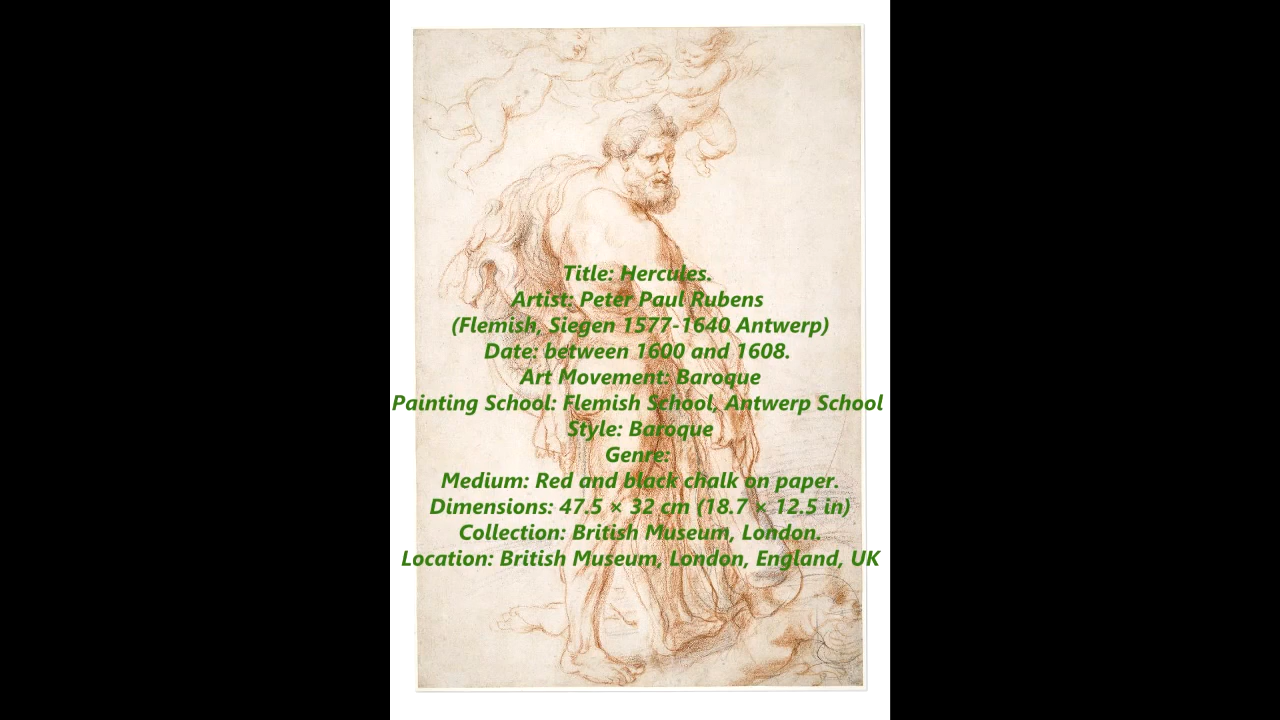 Title: Hercules.
Artist: Peter Paul Rubens
(Flemish, Siegen 1577-1640 Antwerp)
Date: between 1600 and 1608.
Art Movement: Baroque
Painting School: Flemish School, Antwerp School
Style: Baroque
Genre:
Medium: Red and black chalk on paper.
Dimensions: 47.5 × 32 cm (18.7 × 12.5 in)
Collection: British Museum, London.
Location: British Museum, London, England, UK